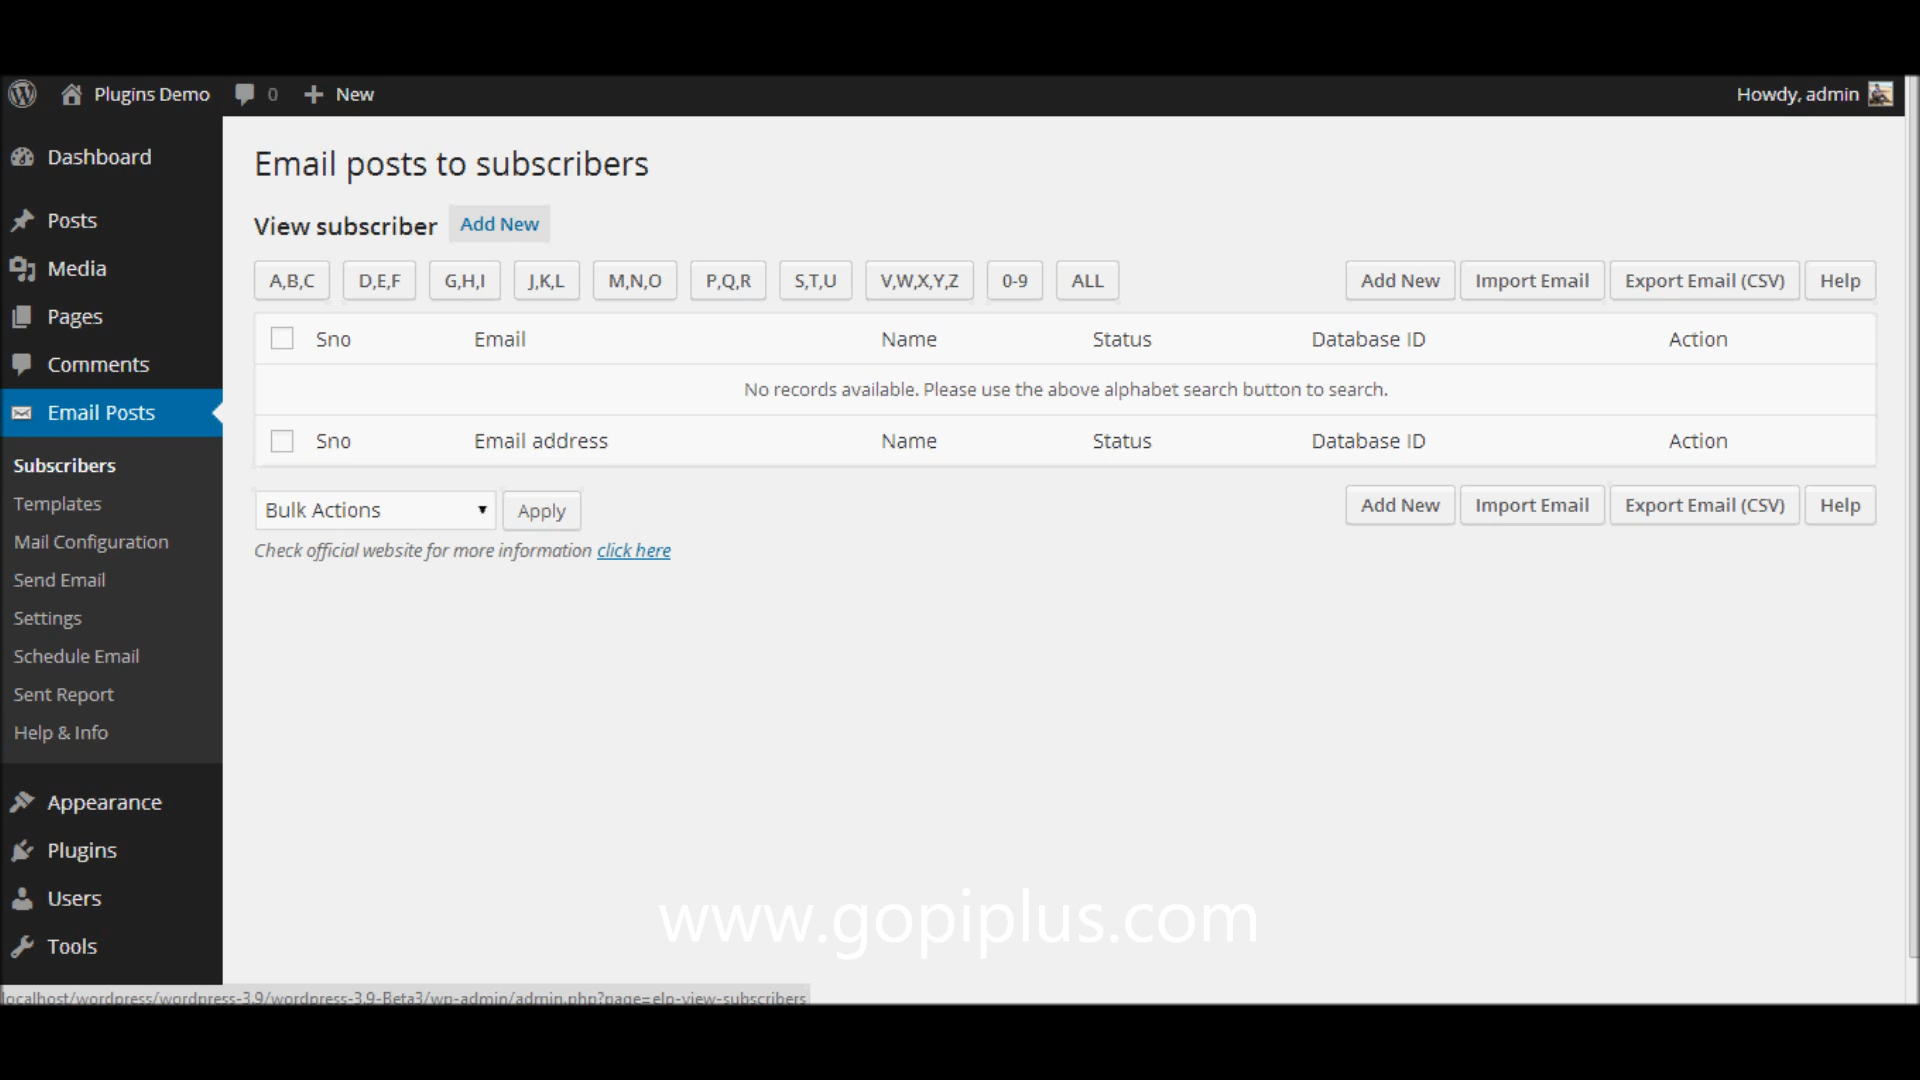 Plugins Demo 0 New Howdy, admin
Dashboard
Posts
Media
Pages
Comments
Email Posts
Subscribers
Templates
Mail Configuration
Send Email
Settings
Schedule Email
Sent Report
Help & Info
Appearance
Plugins
Users
Tools
Email posts to subscribers
View subscriber Add New
A,B,C D,E,F G,H,I J,K,L M,N,O P,Q,R S,T,U V,W,X,Y,Z 0-9 ALL Add New Import Email Export Email (CSV) Help
Sno Email Name Status Database ID Action
No records available. Please use the above alphabet search button to search.
Sno Email address Name Status Database ID Action
Bulk Actions Apply Add New Import Email Export Email (CSV) Help
Check official website for more information click here
www.gopiplus.com
localhost/wordpress/wordpress-3.9/wordpress-3.9-Beta3/wp-admin/admin.php?page=elp-view-subscribers